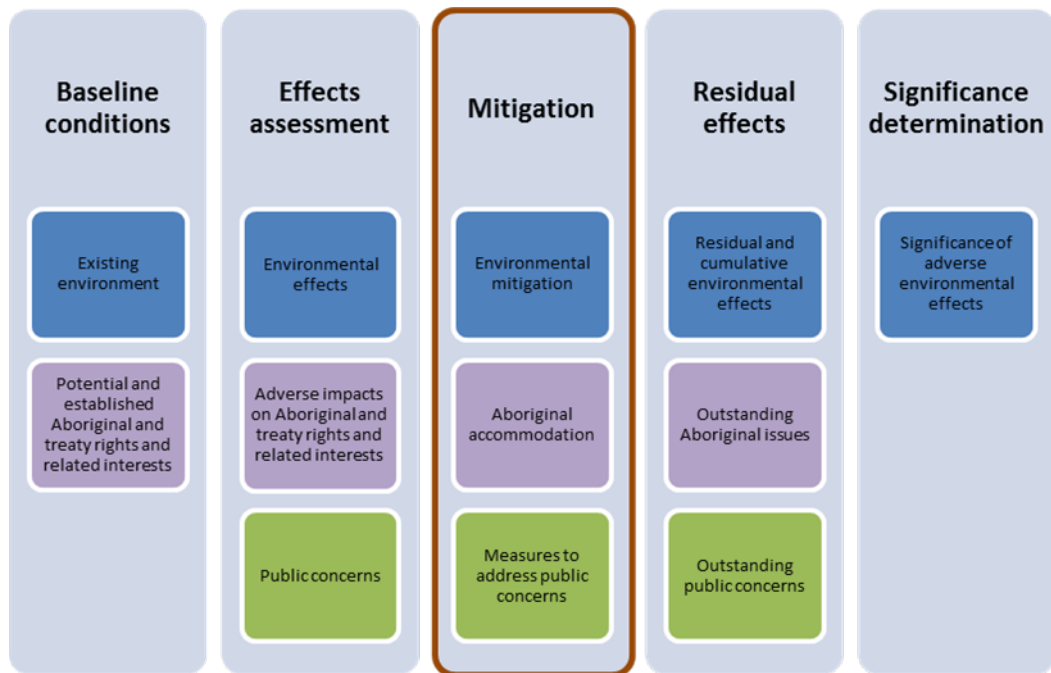 Baseline
conditions
Effects
assessment
Mitigation
Residual
effects
Significance
determination
Existing
environment
Environmental
effects
Environmental
mitigation
Residual and
cumulative
environmental
effects
Significance of
adverse
environmental
effects
Potential and
established
Aboriginal and
treaty rights and
related interests
Adverse impacts
on Aboriginal and
treaty rights and
related interests
Aboriginal
accommodation
Outstanding
Aboriginal issues
Public concerns
Measures to
address public
concerns
Outstanding
public concerns